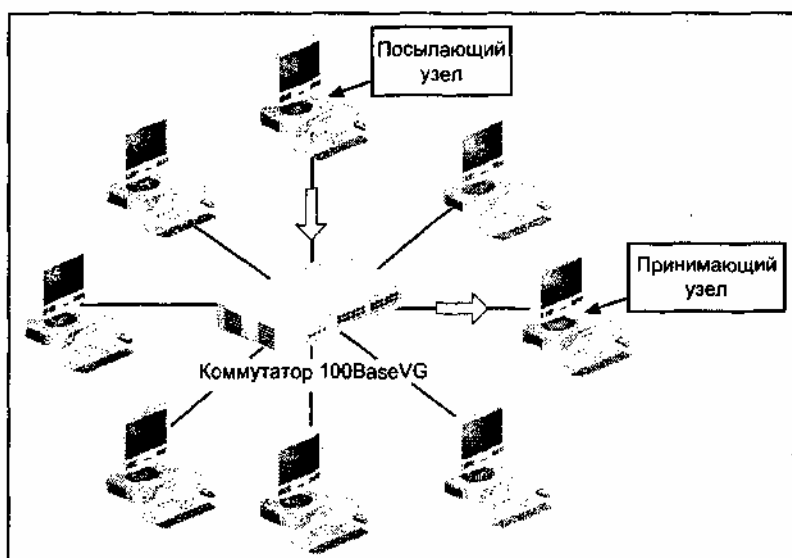 Посылающий
узел
Принимающий
узел
Коммутатор 100BaseVG